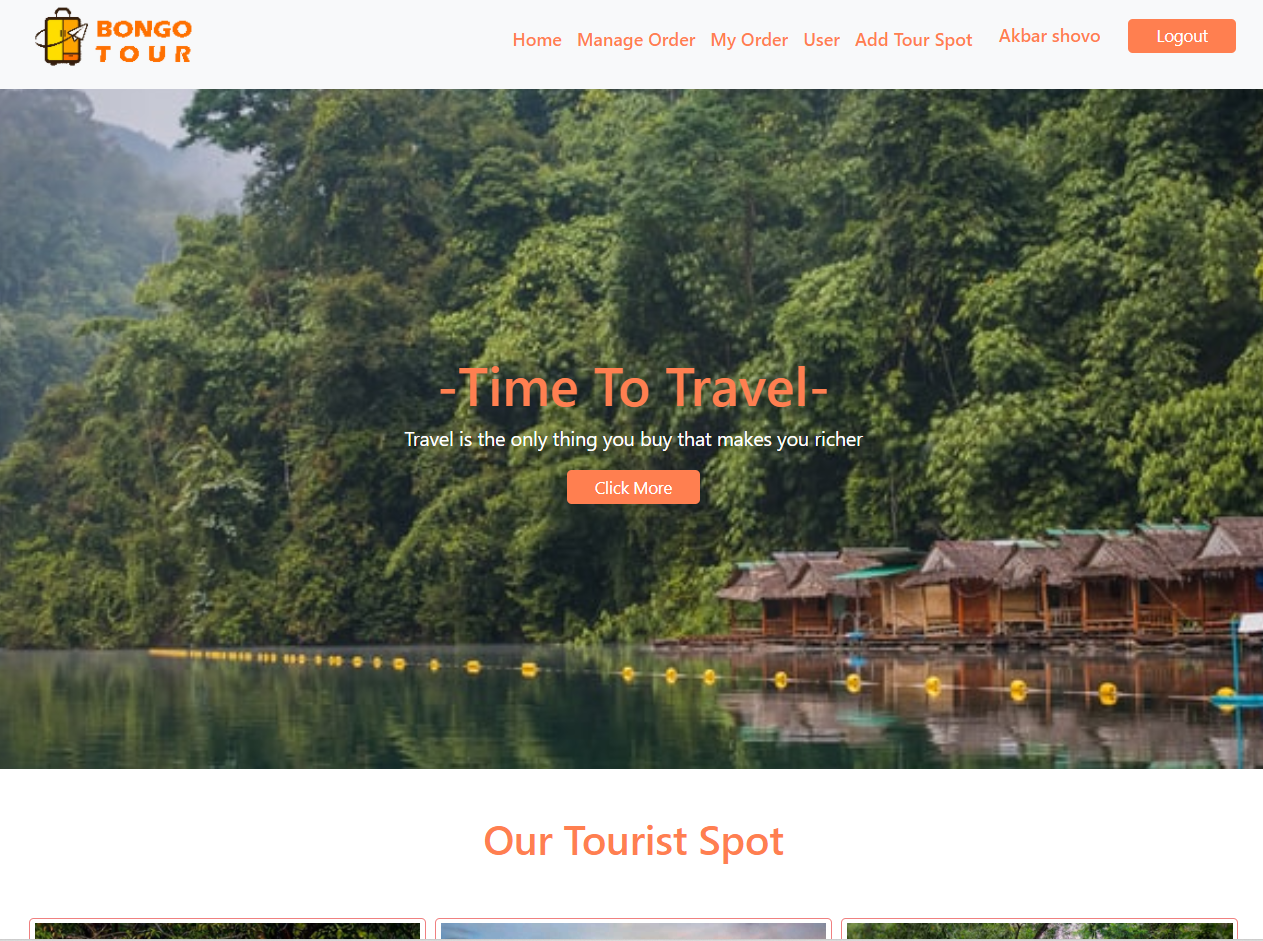 BONGO
TOUR
Home Manage Order My Order User Add Tour Spot Akbar shovo Logout
-Time To Travel-
Travel is the only thing you buy that makes you richer
Click More
Our Tourist Spot